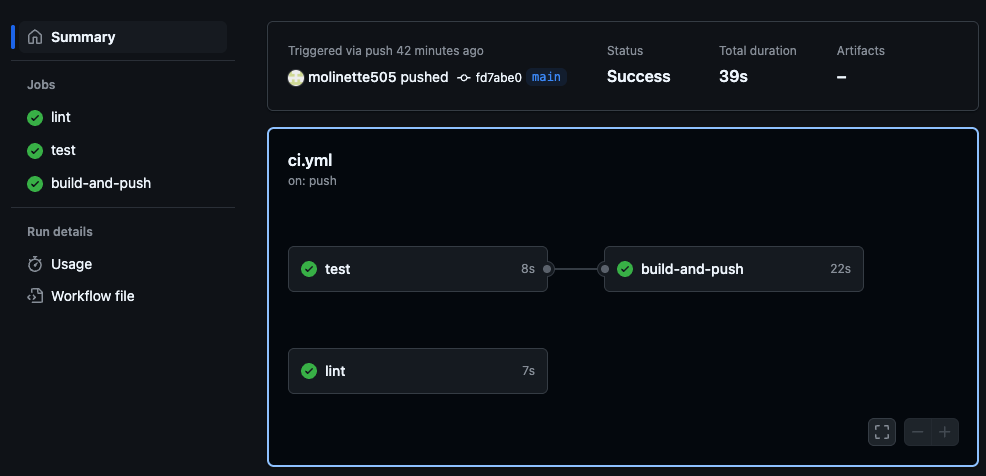 Summary
Jobs
lint
test
build-and-push
Run details
Usage
Workflow file
Triggered via push 42 minutes ago
molinette505 pushed fd7abe0 main
Status
Success
Total duration
39s
Artifacts
–
ci.yml
on: push
test 8s
build-and-push 22s
lint 7s